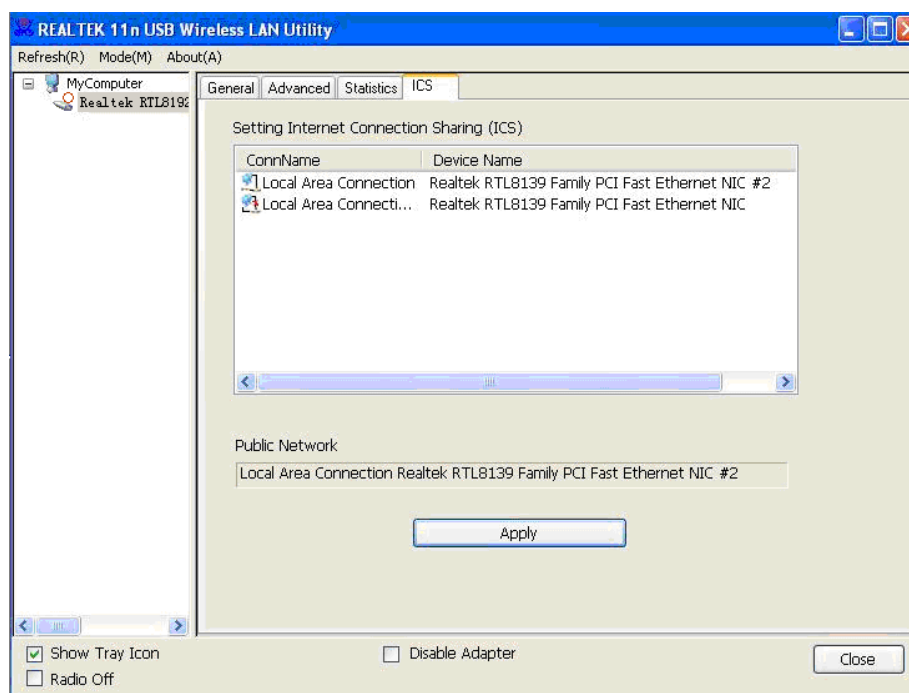 REALTEK 11n USB Wireless LAN Utility
Refresh(R) Mode(M) About(A)
MyComputer
Realtek RTL8192
General Advanced Statistics ICS
Setting Internet Connection Sharing (ICS)
ConnName Device Name
Local Area Connection Realtek RTL8139 Family PCI Fast Ethernet NIC #2
Local Area Connecti... Realtek RTL8139 Family PCI Fast Ethernet NIC
Public Network
Local Area Connection Realtek RTL8139 Family PCI Fast Ethernet NIC #2
Apply
Show Tray Icon Disable Adapter
Radio Off
Close